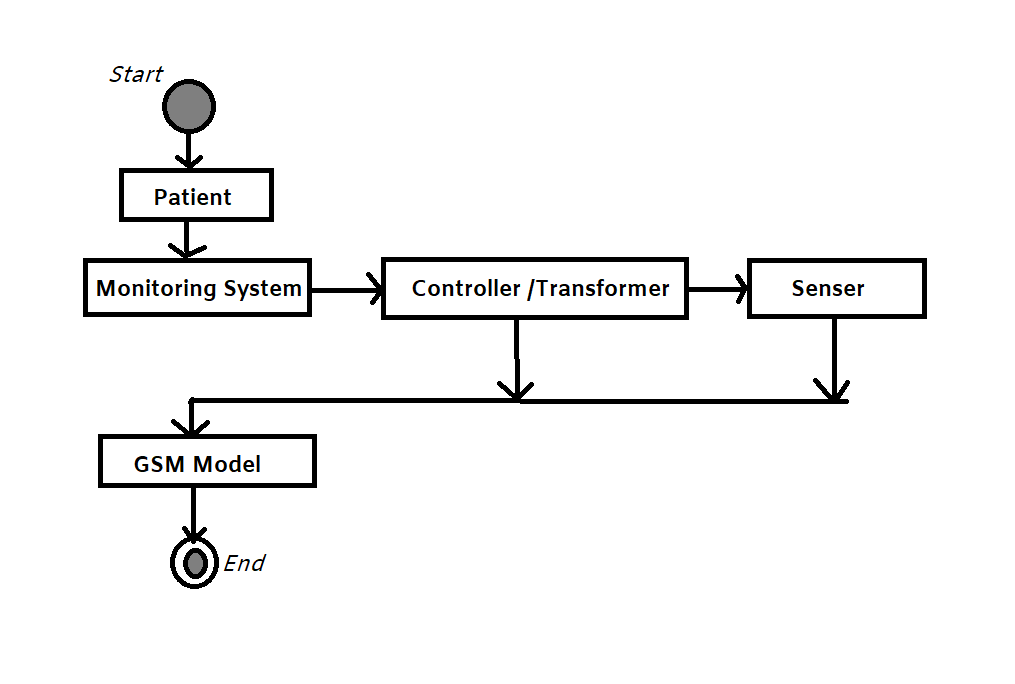 Start
Patient
Monitoring System
Controller /Transformer
Senser
GSM Model
End